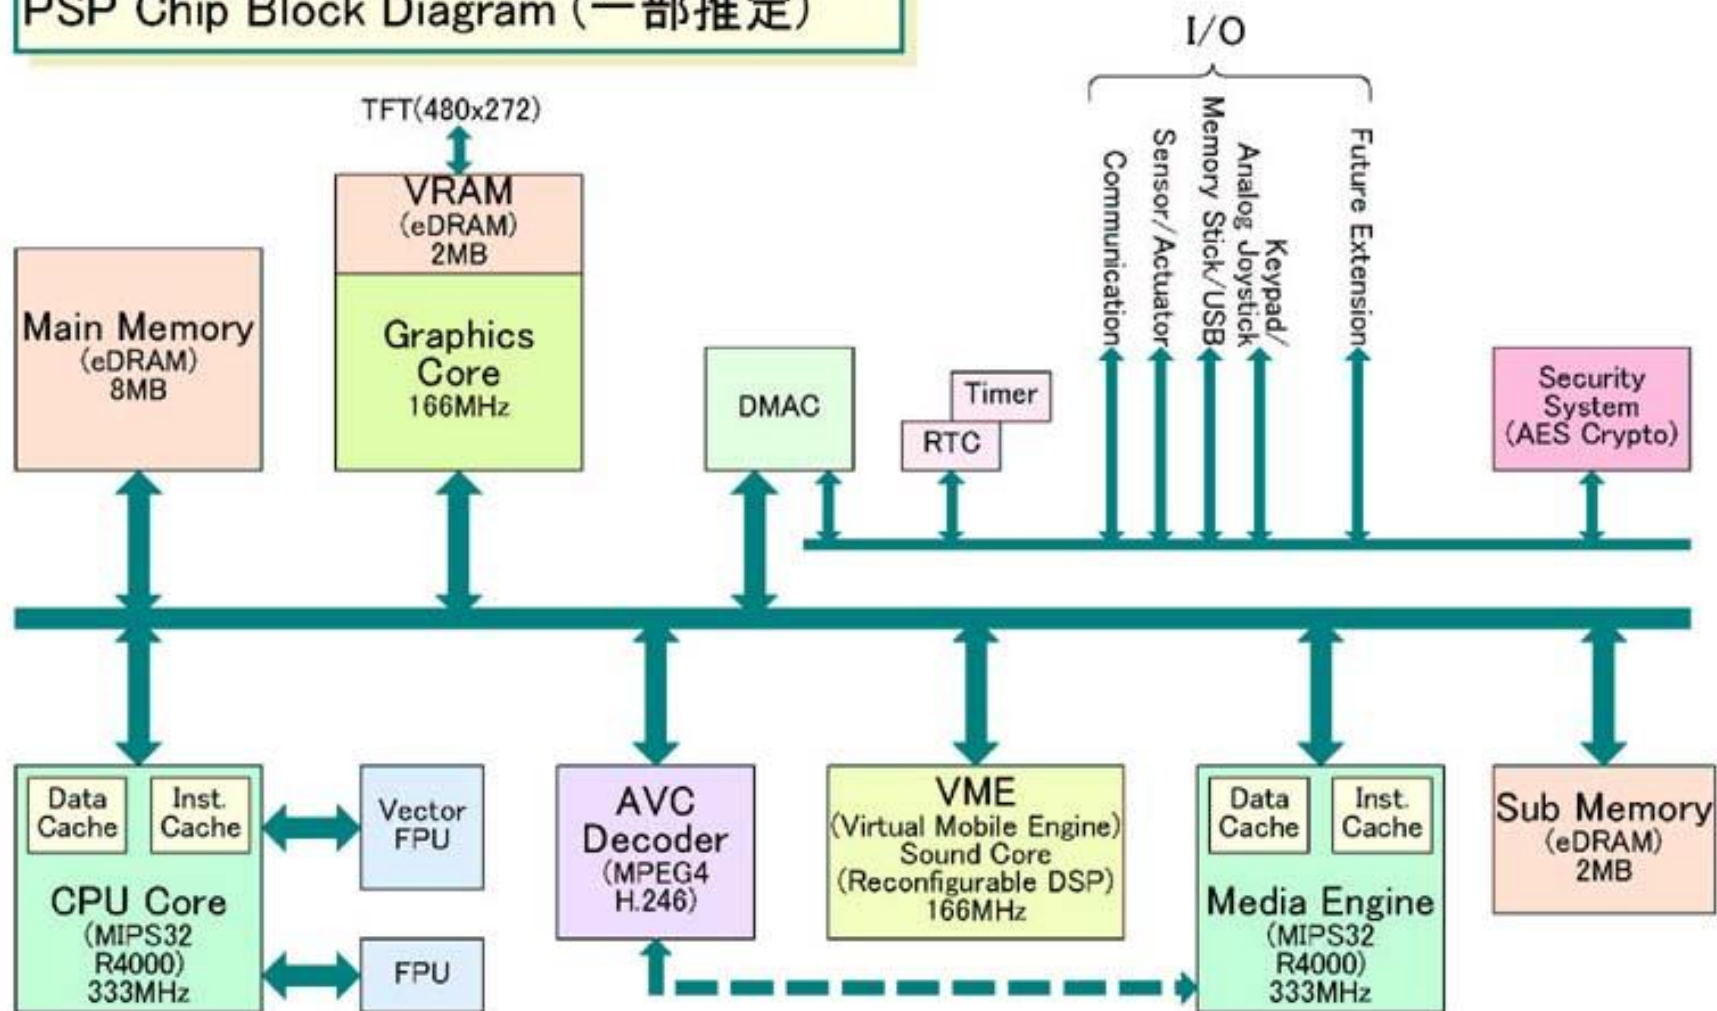 PSP Chip Block Diagram (一部推定)
I/O
TFT(480x272)
Communication
Sensor/Actuator
Memory Stick/USB
Analog Joystick
Keypad/
Future Extension
VRAM
(eDRAM)
2MB
Main Memory
(eDRAM)
8MB
Graphics
Core
166MHz
DMAC
Timer
RTC
Security
System
(AES Crypto)
Data
Cache
Inst.
Cache
CPU Core
(MIPS32
R4000)
333MHz
Vector
FPU
FPU
AVC
Decoder
(MPEG4
H.246)
VME
(Virtual Mobile Engine)
Sound Core
(Reconfigurable DSP)
166MHz
Data
Cache
Inst.
Cache
Media Engine
(MIPS32
R4000)
333MHz
Sub Memory
(eDRAM)
2MB